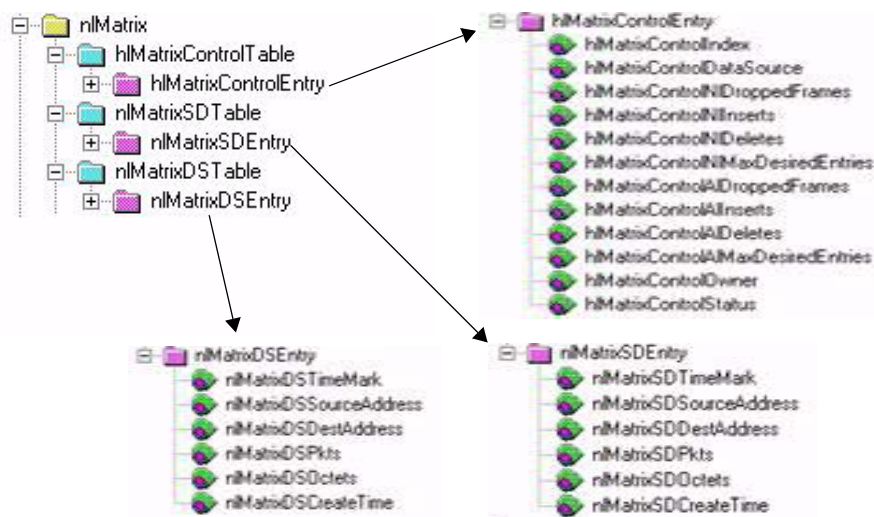 nlMatrix
hlMatrixControlTable
hlMatrixControlEntry
nlMatrixSDTable
nlMatrixSDEntry
nlMatrixDSTable
nlMatrixDSEntry
hlMatrixControlEntry
hlMatrixControlIndex
hlMatrixControlDataSource
hlMatrixControlNlDroppedFrames
hlMatrixControlNlInserts
hlMatrixControlNlDeletes
hlMatrixControlNlMaxDesiredEntries
hlMatrixControlAlDroppedFrames
hlMatrixControlAlInserts
hlMatrixControlAlDeletes
hlMatrixControlAlMaxDesiredEntries
hlMatrixControlOwner
hlMatrixControlStatus
nlMatrixDSEntry
nlMatrixDSTimeMark
nlMatrixDSSourceAddress
nlMatrixDSDestAddress
nlMatrixDSPkts
nlMatrixDSOctets
nlMatrixDSCreateTime
nlMatrixSDEntry
nlMatrixSDTimeMark
nlMatrixSDSourceAddress
nlMatrixSDDestAddress
nlMatrixSDPkts
nlMatrixSDOctets
nlMatrixSDCreateTime